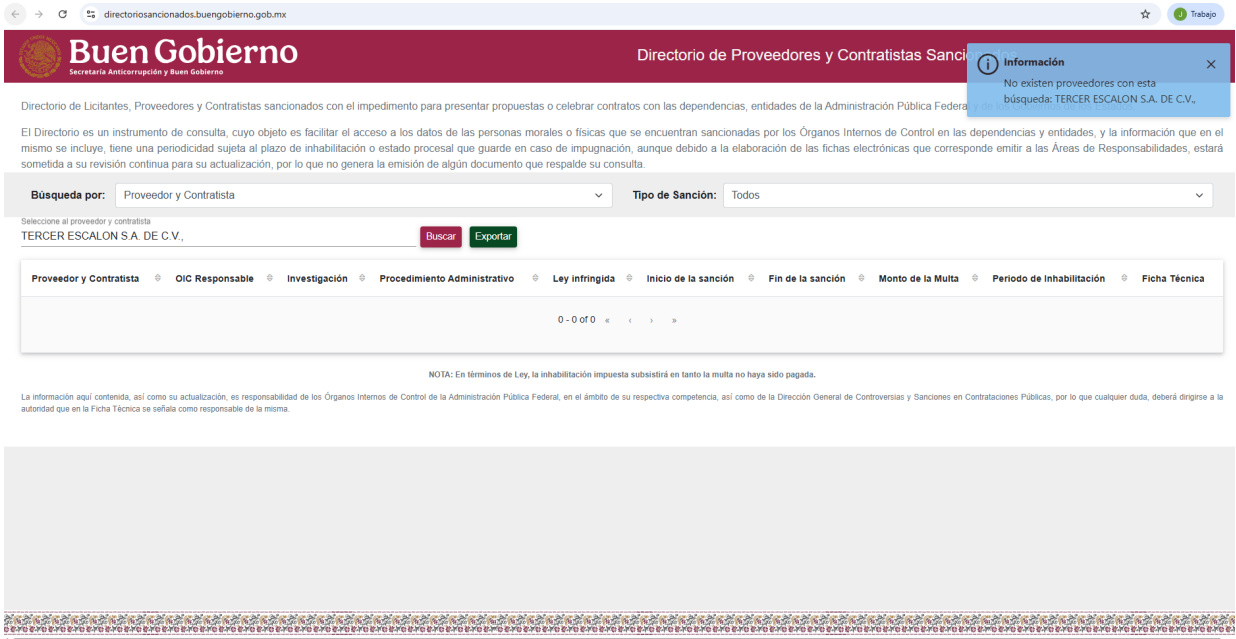 directoriosancionados.buengobierno.gob.mx
J Trabajo
Buen Gobierno
Secretaría Anticorrupción y Buen Gobierno
Directorio de Proveedores y Contratistas Sancionados
Información
No existen proveedores con esta
búsqueda: TERCER ESCALON S.A. DE C.V.,
Directorio de Licitantes, Proveedores y Contratistas sancionados con el impedimento para presentar propuestas o celebrar contratos con las dependencias, entidades de la Administración Pública Federal y de los Gobiernos de los Estados.
El Directorio es un instrumento de consulta, cuyo objeto es facilitar el acceso a los datos de las personas morales o físicas que se encuentran sancionadas por los Órganos Internos de Control en las dependencias y entidades, y la información que en el
mismo se incluye, tiene una periodicidad sujeta al plazo de inhabilitación o estado procesal que guarde en caso de impugnación, aunque debido a la elaboración de las fichas electrónicas que corresponde emitir a las Áreas de Responsabilidades, estará
sometida a su revisión continua para su actualización, por lo que no genera la emisión de algún documento que respalde su consulta.
Búsqueda por: Proveedor y Contratista Tipo de Sanción: Todos
Seleccione al proveedor y contratista
TERCER ESCALON S.A. DE C.V., Buscar Exportar
Proveedor y Contratista OIC Responsable Investigación Procedimiento Administrativo Ley infringida Inicio de la sanción Fin de la sanción Monto de la Multa Periodo de Inhabilitación Ficha Técnica
0 - 0 of 0 « ‹ › »
NOTA: En términos de Ley, la inhabilitación impuesta subsistirá en tanto la multa no haya sido pagada.
La información aquí contenida, así como su actualización, es responsabilidad de los Órganos Internos de Control de la Administración Pública Federal, en el ámbito de su respectiva competencia, así como de la Dirección General de Controversias y Sanciones en Contrataciones Públicas, por lo que cualquier duda, deberá dirigirse a la
autoridad que en la Ficha Técnica se señala como responsable de la misma.